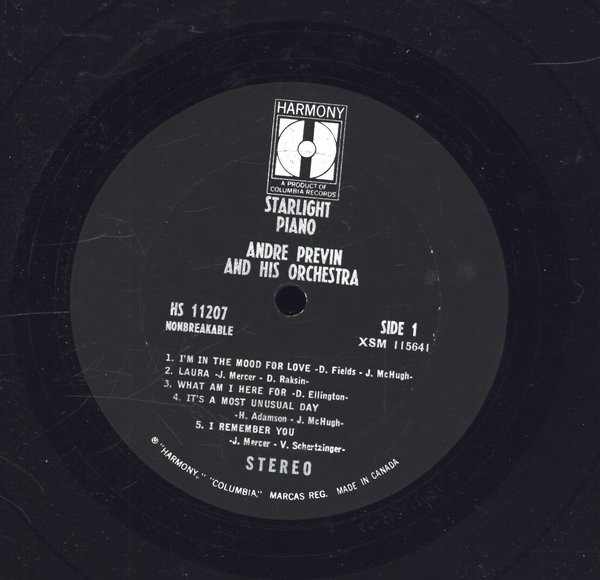 HARMONY
A PRODUCT OF
COLUMBIA RECORDS
STARLIGHT
PIANO
ANDRE PREVIN
AND HIS ORCHESTRA
HS 11207
NONBREAKABLE
SIDE 1
XSM 115641
1. I'M IN THE MOOD FOR LOVE -D. Fields - J. McHugh-
2. LAURA -J. Mercer - D. Raksin-
3. WHAT AM I HERE FOR -D. Ellington-
4. IT'S A MOST UNUSUAL DAY
-H. Adamson - J. McHugh-
5. I REMEMBER YOU
-J. Mercer - V. Schertzinger-
STEREO
® "HARMONY," "COLUMBIA," MARCAS REG. MADE IN CANADA